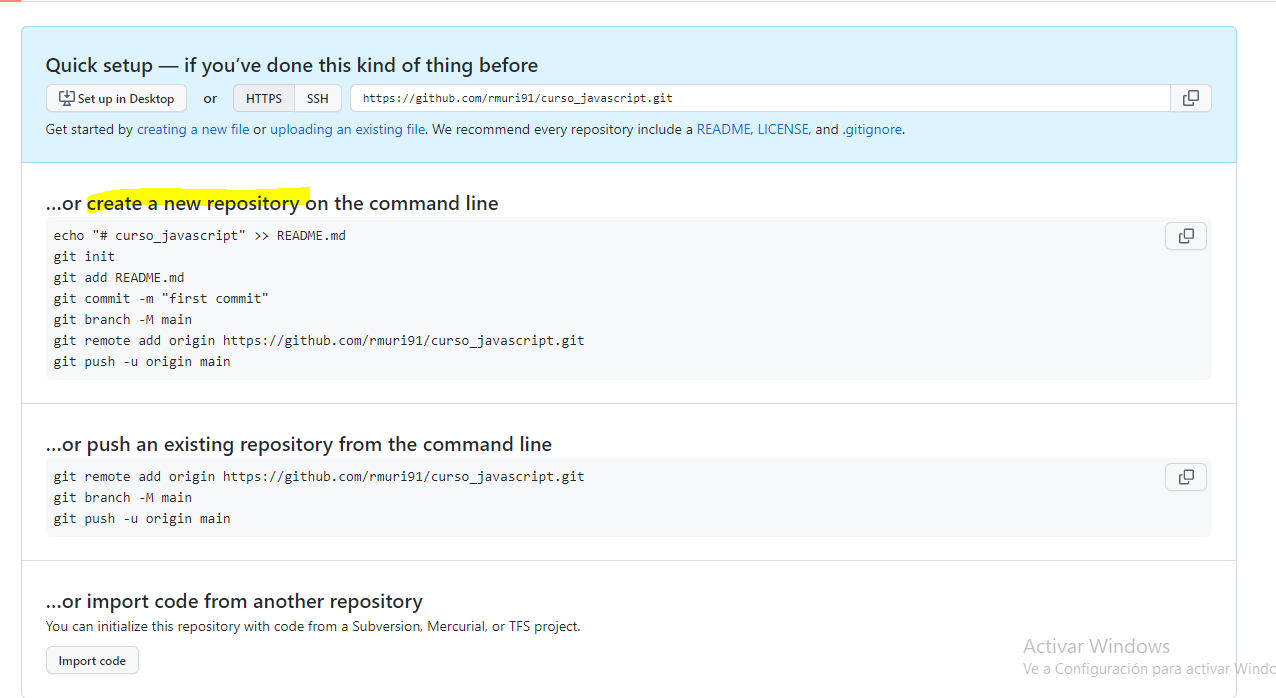 Quick setup — if you've done this kind of thing before
Set up in Desktop or HTTPS SSH https://github.com/rmuri91/curso_javascript.git
Get started by creating a new file or uploading an existing file. We recommend every repository include a README, LICENSE, and .gitignore.
...or create a new repository on the command line
echo "# curso_javascript" >> README.md
git init
git add README.md
git commit -m "first commit"
git branch -M main
git remote add origin https://github.com/rmuri91/curso_javascript.git
git push -u origin main
...or push an existing repository from the command line
git remote add origin https://github.com/rmuri91/curso_javascript.git
git branch -M main
git push -u origin main
...or import code from another repository
You can initialize this repository with code from a Subversion, Mercurial, or TFS project.
Import code
Activar Windows
Ve a Configuración para activar Windo